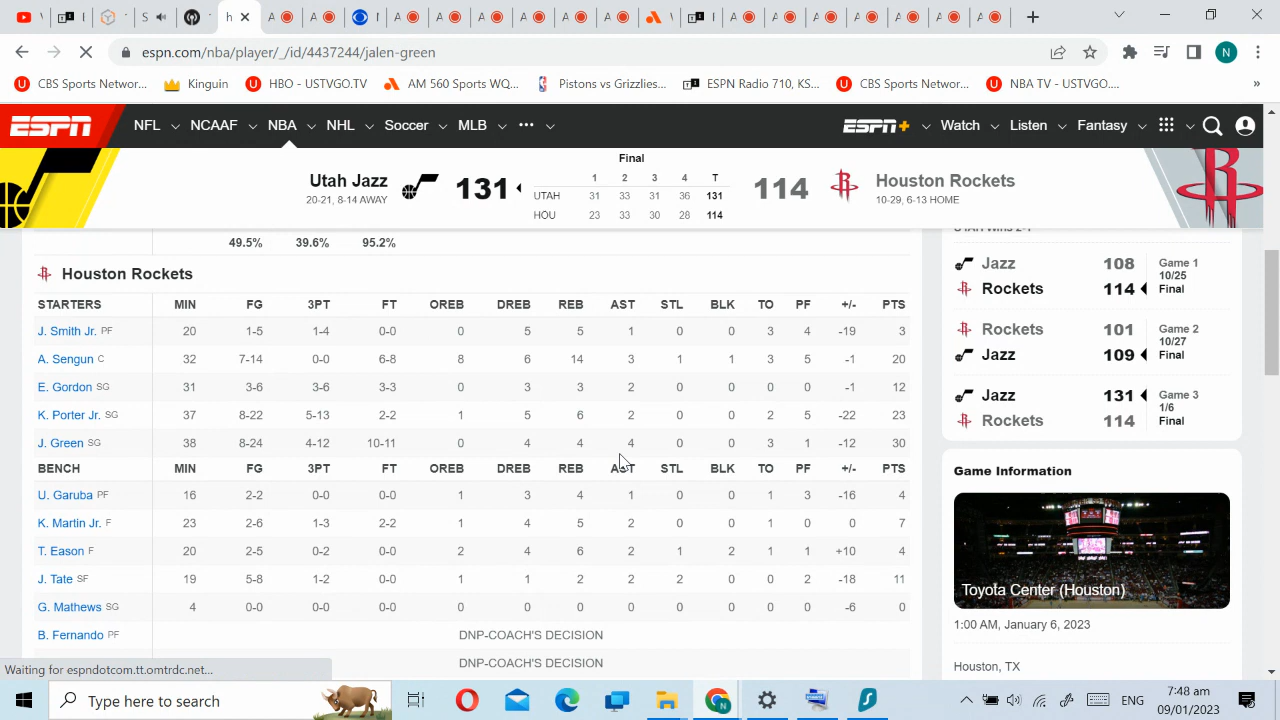 h
A
A
A
A
A
A
A
A
\
A
A
A
A
A
espn.com/nba/player/_/id/4437244/jalen-green
N
CBS Sports Networ...
Kinguin
HBO - USTVGO.TV
AM 560 Sports WQ...
Pistons vs Grizzlies...
ESPN Radio 710, KS...
CBS Sports Networ...
NBA TV - USTVGO....
»
ESPN NFL NCAAF NBA NHL Soccer MLB ••• ESPN+ Watch Listen Fantasy
Final
Utah Jazz 131 114 Houston Rockets
20-21, 8-14 AWAY
10-29, 6-13 HOME
1 2 3 4 T
UTAH 31 33 31 36 131
HOU 23 33 30 28 114
49.5% 39.6% 95.2%
Houston Rockets
STARTERS MIN FG 3PT FT OREB DREB REB AST STL BLK TO PF +/- PTS
J. Smith Jr. PF 20 1-5 1-4 0-0 0 5 5 1 0 0 3 4 -19 3
A. Sengun C 32 7-14 0-0 6-8 8 6 14 3 1 1 3 5 -1 20
E. Gordon SG 31 3-6 3-6 3-3 0 3 3 2 0 0 0 0 -1 12
K. Porter Jr. SG 37 8-22 5-13 2-2 1 5 6 2 0 0 2 5 -22 23
J. Green SG 38 8-24 4-12 10-11 0 4 4 4 0 0 3 1 -12 30
BENCH MIN FG 3PT FT OREB DREB REB AST STL BLK TO PF +/- PTS
U. Garuba PF 16 2-2 0-0 0-0 1 3 4 1 0 0 1 3 -16 4
K. Martin Jr. F 23 2-6 1-3 2-2 1 4 5 2 0 0 1 0 0 7
T. Eason F 20 2-5 0-2 0-0 2 4 6 2 1 2 1 1 +10 4
J. Tate SF 19 5-8 1-2 0-0 1 1 2 2 2 0 0 2 -18 11
G. Mathews SG 4 0-0 0-0 0-0 0 0 0 0 0 0 0 0 -6 0
B. Fernando PF DNP-COACH'S DECISION
DNP-COACH'S DECISION
UTAH Wins 2-1
Jazz 108 Game 1
10/25
Rockets 114 Final
Rockets 101 Game 2
10/27
Jazz 109 Final
Jazz 131 Game 3
1/6
Rockets 114 Final
Game Information
Toyota Center (Houston)
1:00 AM, January 6, 2023
Houston, TX
Waiting for espndotcom.tt.omtrdc.net...
Type here to search
ENG
7:48 am
09/01/2023